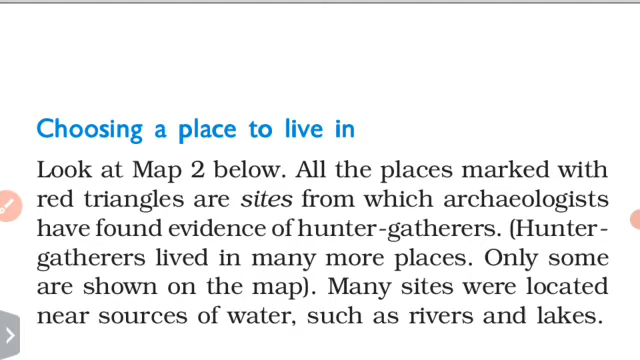 Choosing a place to live in
Look at Map 2 below. All the places marked with
red triangles are sites from which archaeologists
have found evidence of hunter-gatherers. (Hunter-
gatherers lived in many more places. Only some
are shown on the map). Many sites were located
near sources of water, such as rivers and lakes.